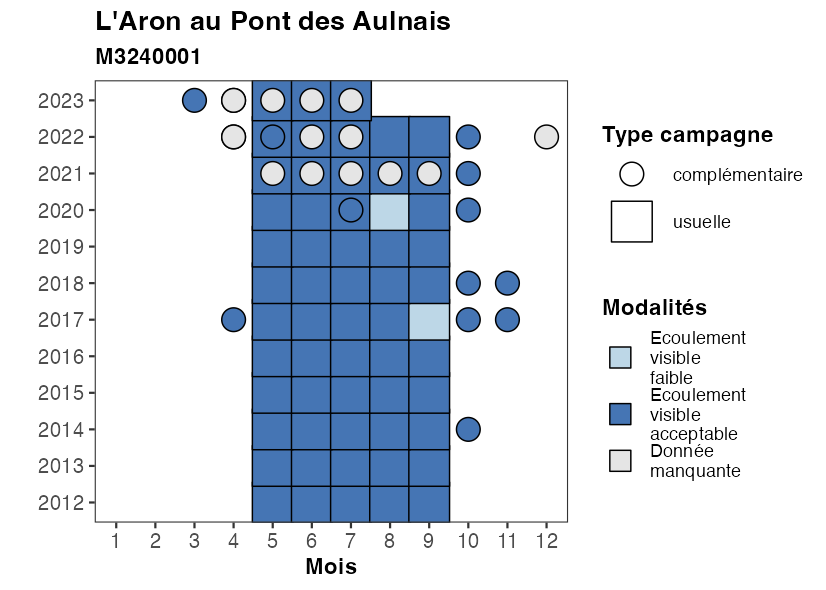 L'Aron au Pont des Aulnais
M3240001
2023
2022
2021
2020
2019
2018
2017
2016
2015
2014
2013
2012
1 2 3 4 5 6 7 8 9 10 11 12
Mois
Type campagne
complémentaire
usuelle
Modalités
Ecoulement
visible
faible
Ecoulement
visible
acceptable
Donnée
manquante